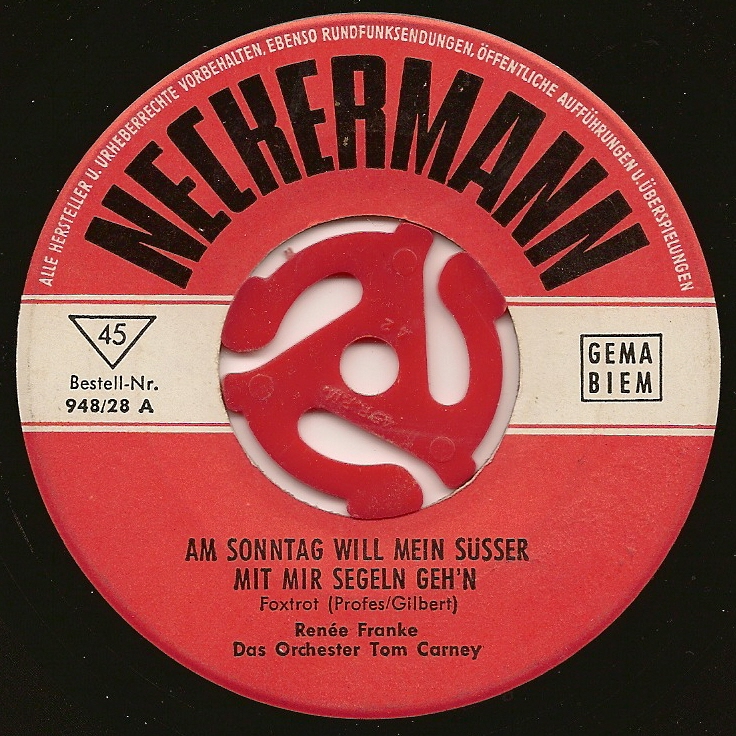 ALLE HERSTELLER U. URHEBERRECHTE VORBEHALTEN, EBENSO RUNDFUNKSENDUNGEN, ÖFFENTLICHE AUFFÜHRUNGEN U. ÜBERSPIELUNGEN
NECKERMANN
45
Bestell-Nr.
948/28 A
GEMA
BIEM
AM SONNTAG WILL MEIN SÜSSER
MIT MIR SEGELN GEH'N
Foxtrot (Profes/Gilbert)
Renée Franke
Das Orchester Tom Carney